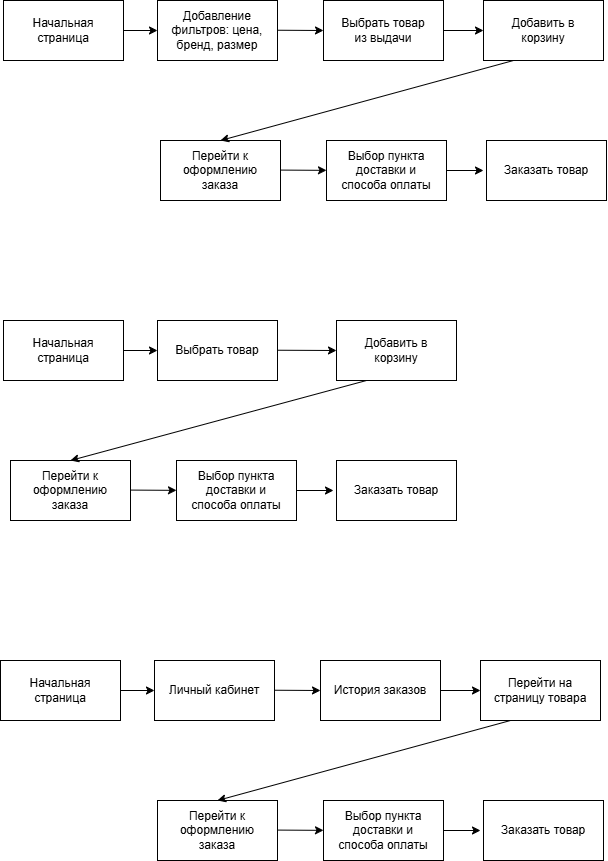 Начальная
страница
Добавление
фильтров: цена,
бренд, размер
Выбрать товар
из выдачи
Добавить в
корзину
Перейти к
оформлению
заказа
Выбор пункта
доставки и
способа оплаты
Заказать товар
Начальная
страница
Выбрать товар
Добавить в
корзину
Перейти к
оформлению
заказа
Выбор пункта
доставки и
способа оплаты
Заказать товар
Начальная
страница
Личный кабинет
История заказов
Перейти на
страницу товара
Перейти к
оформлению
заказа
Выбор пункта
доставки и
способа оплаты
Заказать товар